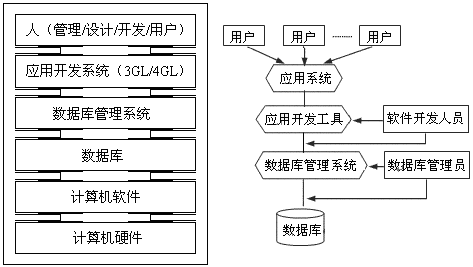 人（管理/设计/开发/用户）
应用开发系统（3GL/4GL）
数据库管理系统
数据库
计算机软件
计算机硬件
用户 用户 用户
应用系统
应用开发工具 软件开发人员
数据库管理系统 数据库管理员
数据库